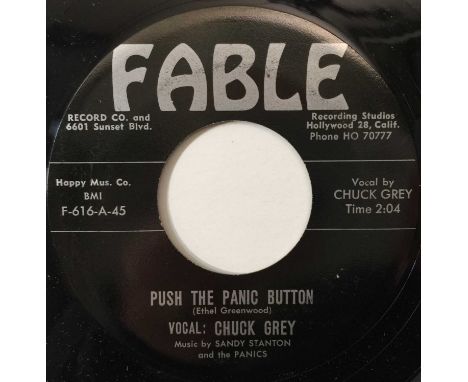 FABLE
RECORD CO. and
6601 Sunset Blvd.
Recording Studios
Hollywood 28, Calif.
Phone HO 70777
Happy Mus. Co.
BMI
F-616-A-45
Vocal by
CHUCK GREY
Time 2:04
PUSH THE PANIC BUTTON
(Ethel Greenwood)
VOCAL: CHUCK GREY
Music by SANDY STANTON
and the PANICS